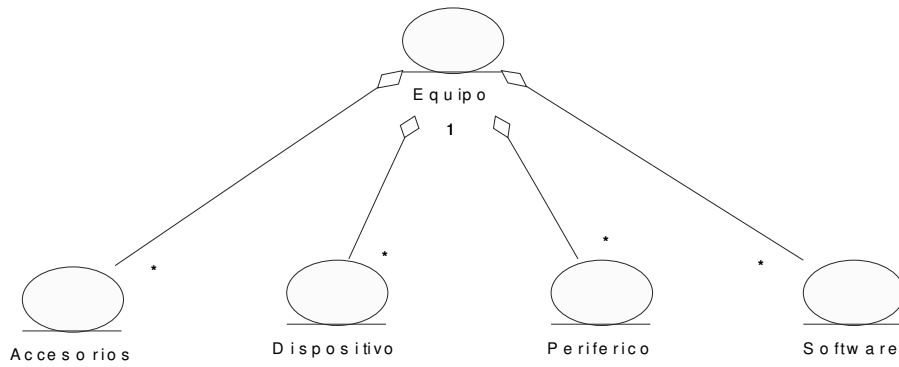 Equipo
1
*
*
*
*
Accesorios
Dispositivo
Periferico
Software